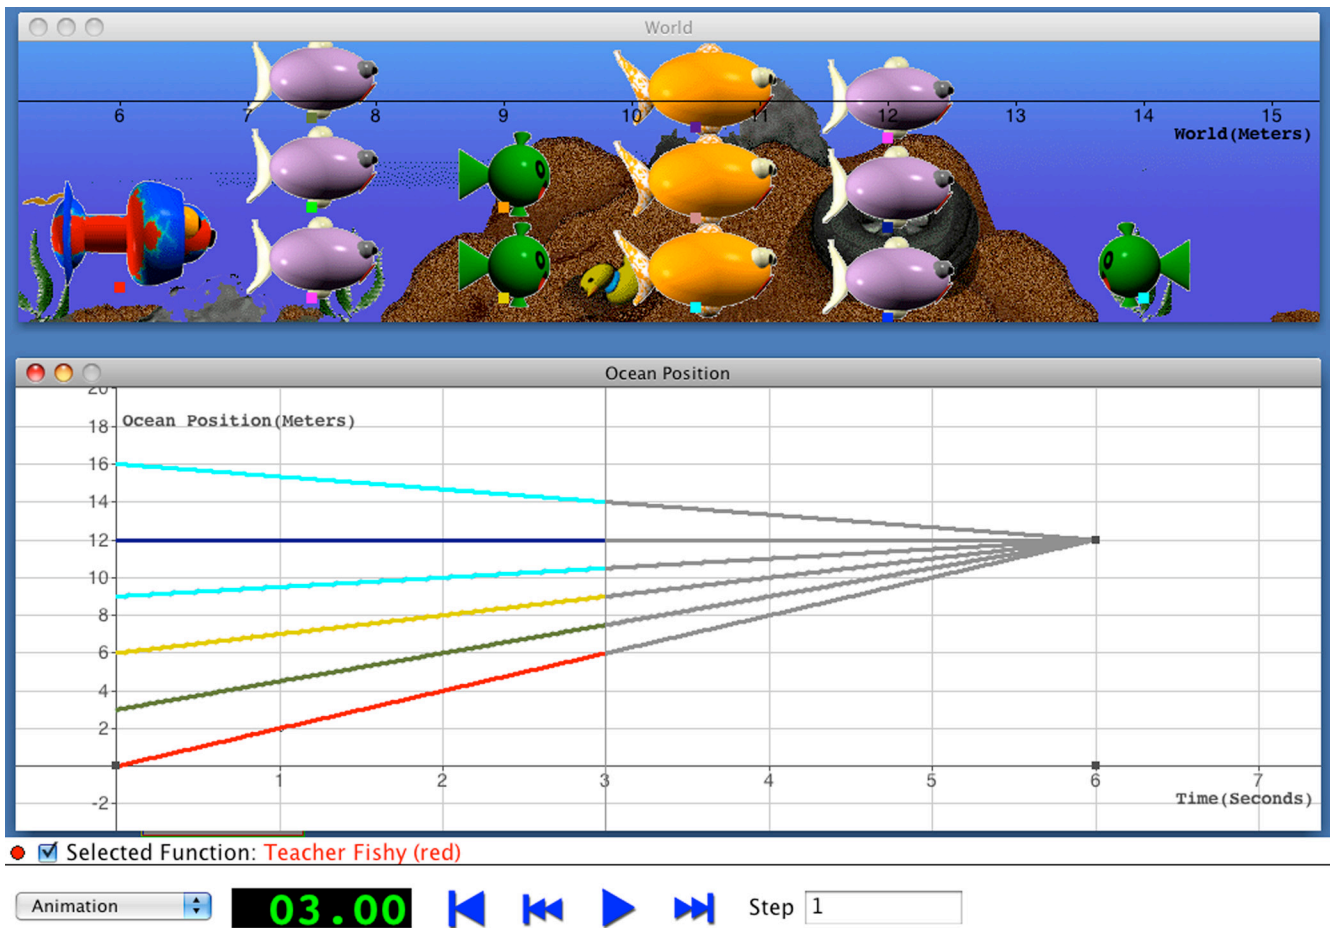 World
6 7 8 9 10 11 12 13 14 15
World(Meters)
Ocean Position
20
Ocean Position(Meters)
18
16
14
12
10
8
6
4
2
1 2 3 4 5 6 7
Time(Seconds)
-2
Selected Function: Teacher Fishy (red)
Animation 03.00 Step 1